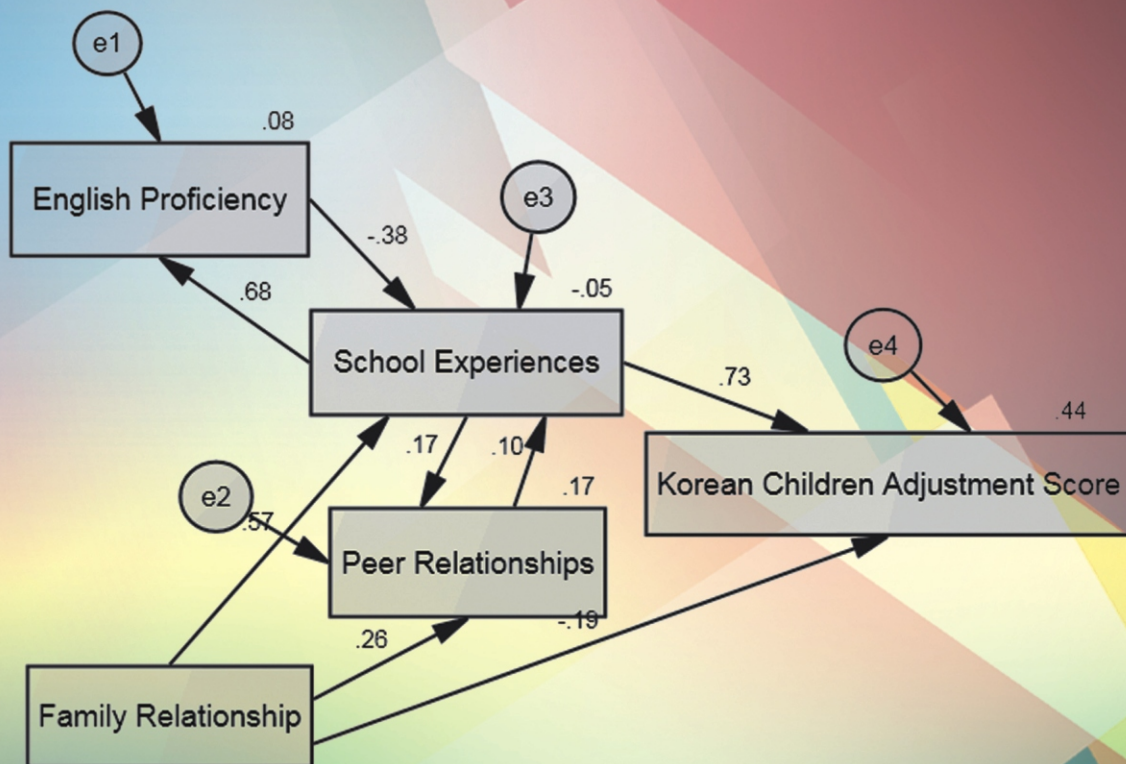 e1
.08
English Proficiency
e3
-.38
.68
-.05
School Experiences
e4
.73
.44
.17
.10
.17
Korean Children Adjustment Score
e2
.57
Peer Relationships
-.19
.26
Family Relationship